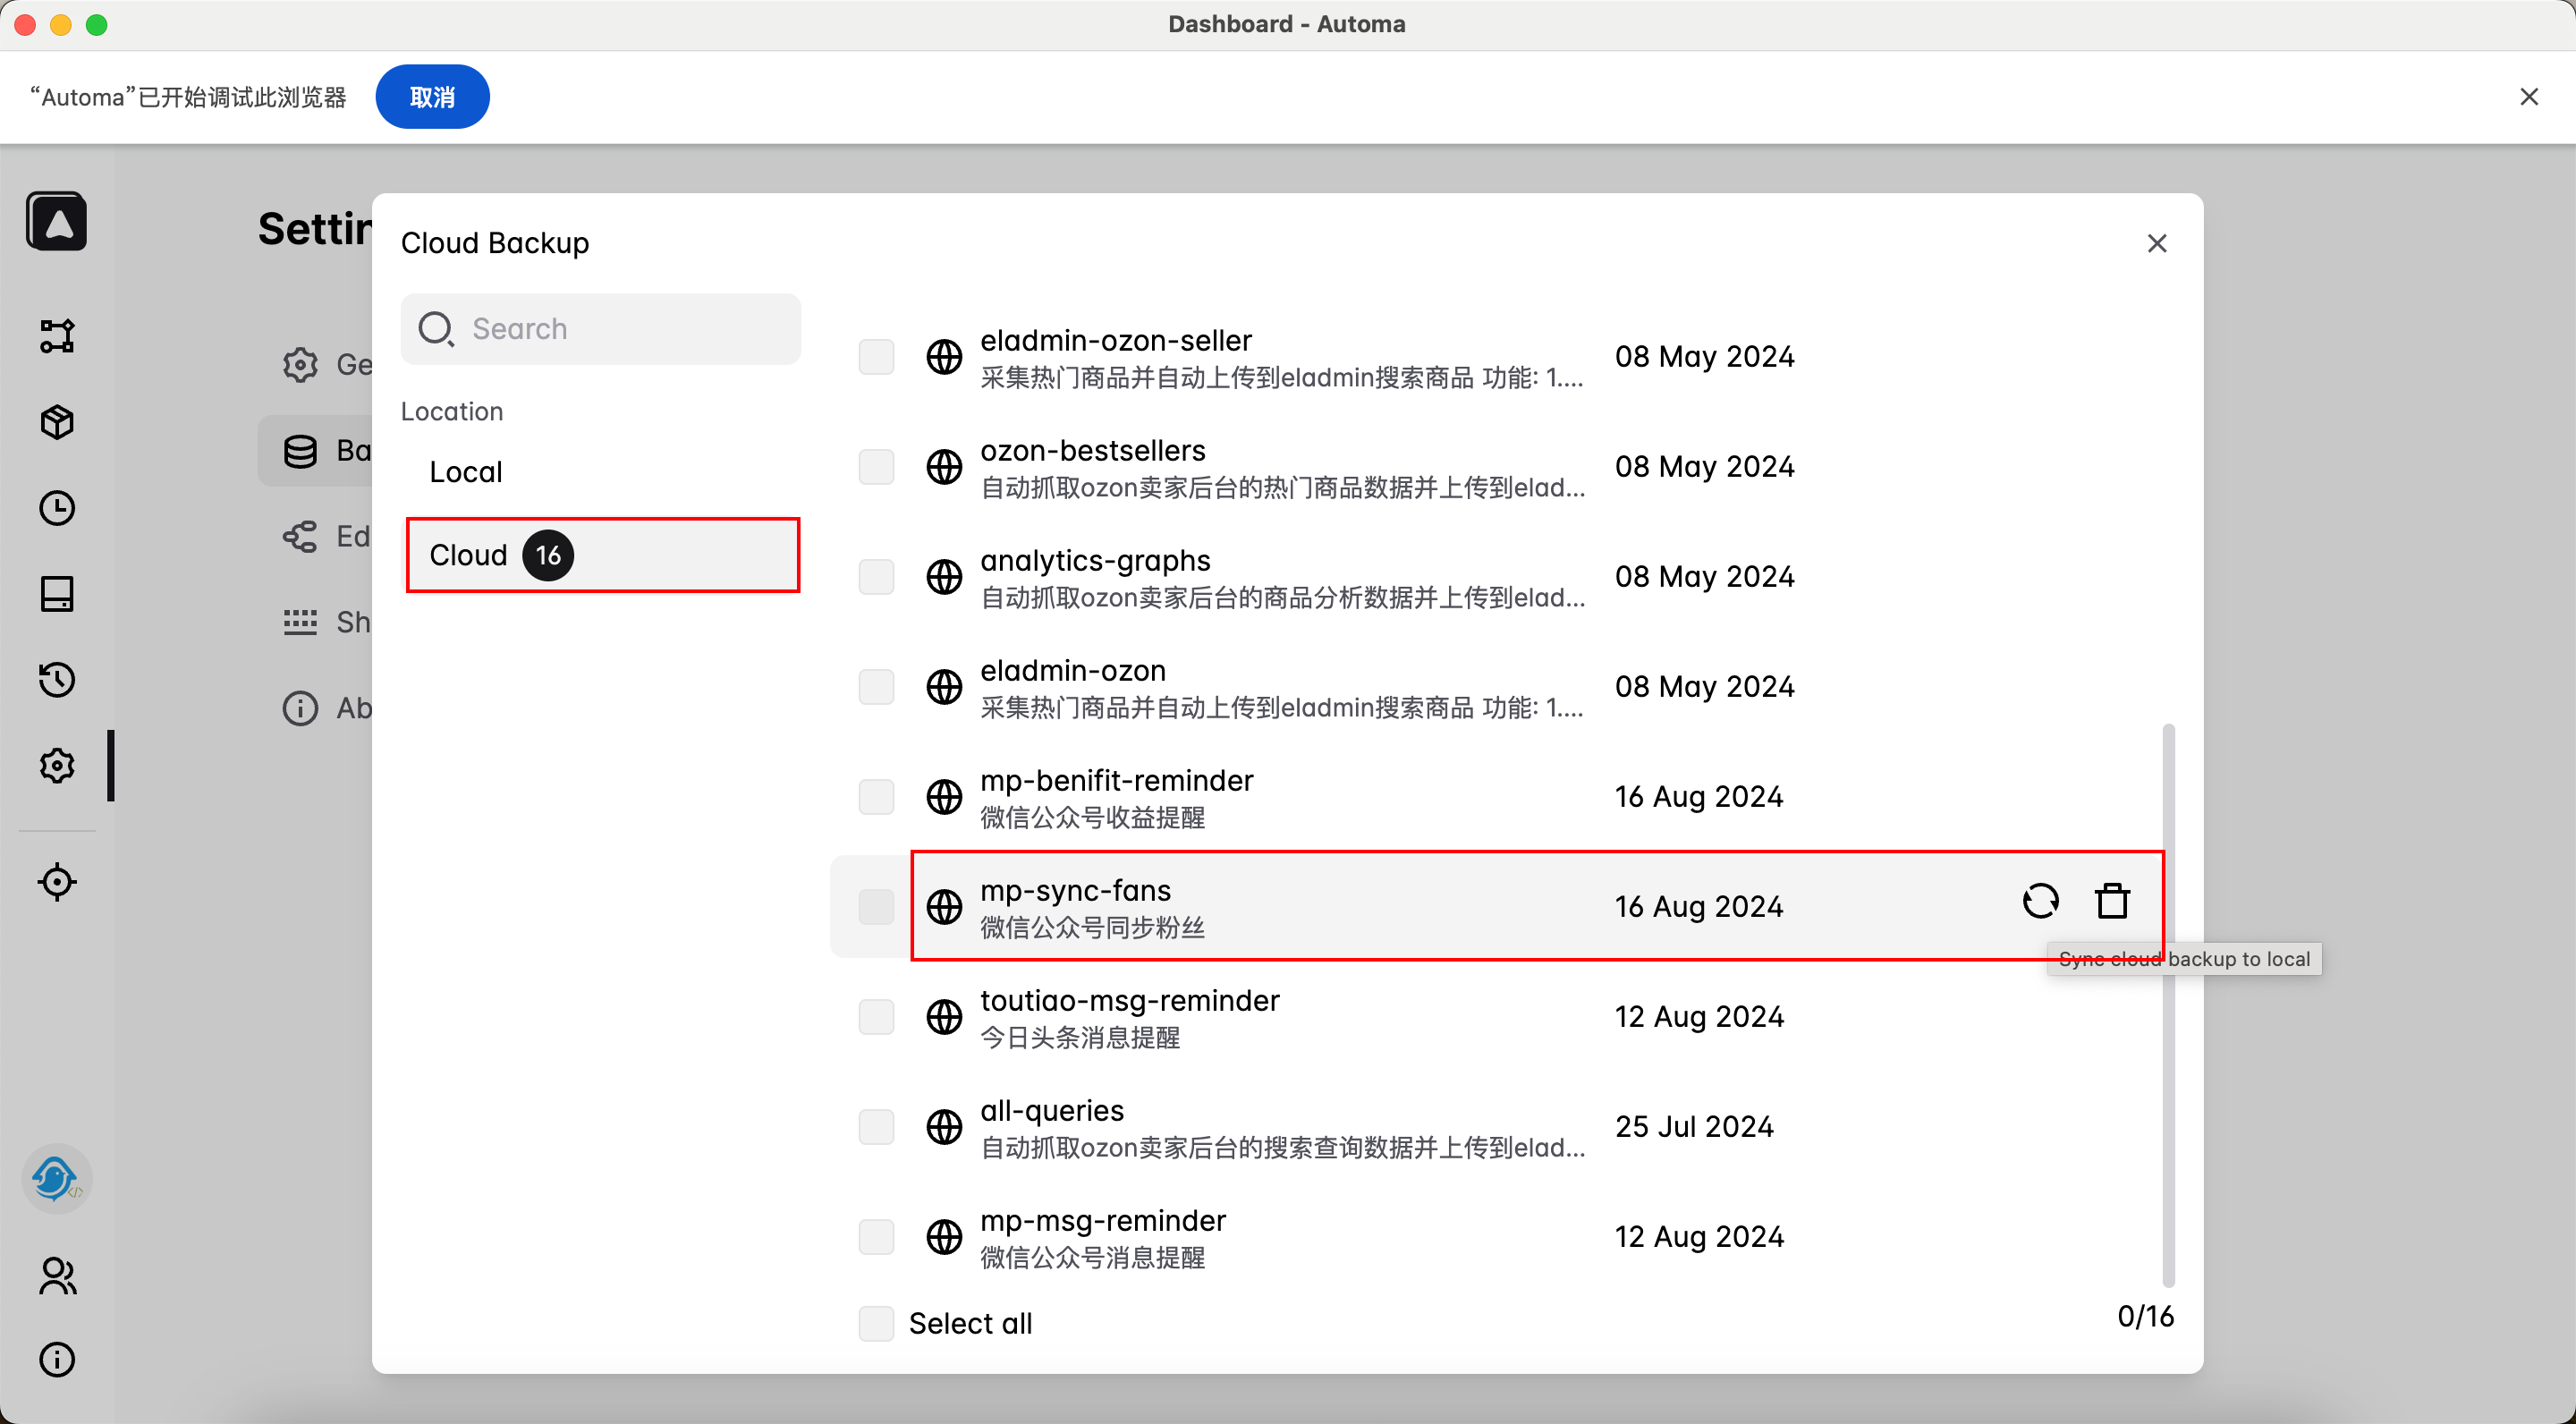 Dashboard - Automa
“Automa”已开始调试此浏览器
取消
Settin
Ge
Ba
Ed
Sh
Ab
Cloud Backup
Search
Location
Local
Cloud 16
eladmin-ozon-seller
采集热门商品并自动上传到eladmin搜索商品 功能: 1....
08 May 2024
ozon-bestsellers
自动抓取ozon卖家后台的热门商品数据并上传到elad...
08 May 2024
analytics-graphs
自动抓取ozon卖家后台的商品分析数据并上传到elad...
08 May 2024
eladmin-ozon
采集热门商品并自动上传到eladmin搜索商品 功能: 1....
08 May 2024
mp-benifit-reminder
微信公众号收益提醒
16 Aug 2024
mp-sync-fans
微信公众号同步粉丝
16 Aug 2024
Sync cloud backup to local
toutiao-msg-reminder
今日头条消息提醒
12 Aug 2024
all-queries
自动抓取ozon卖家后台的搜索查询数据并上传到elad...
25 Jul 2024
mp-msg-reminder
微信公众号消息提醒
12 Aug 2024
Select all
0/16